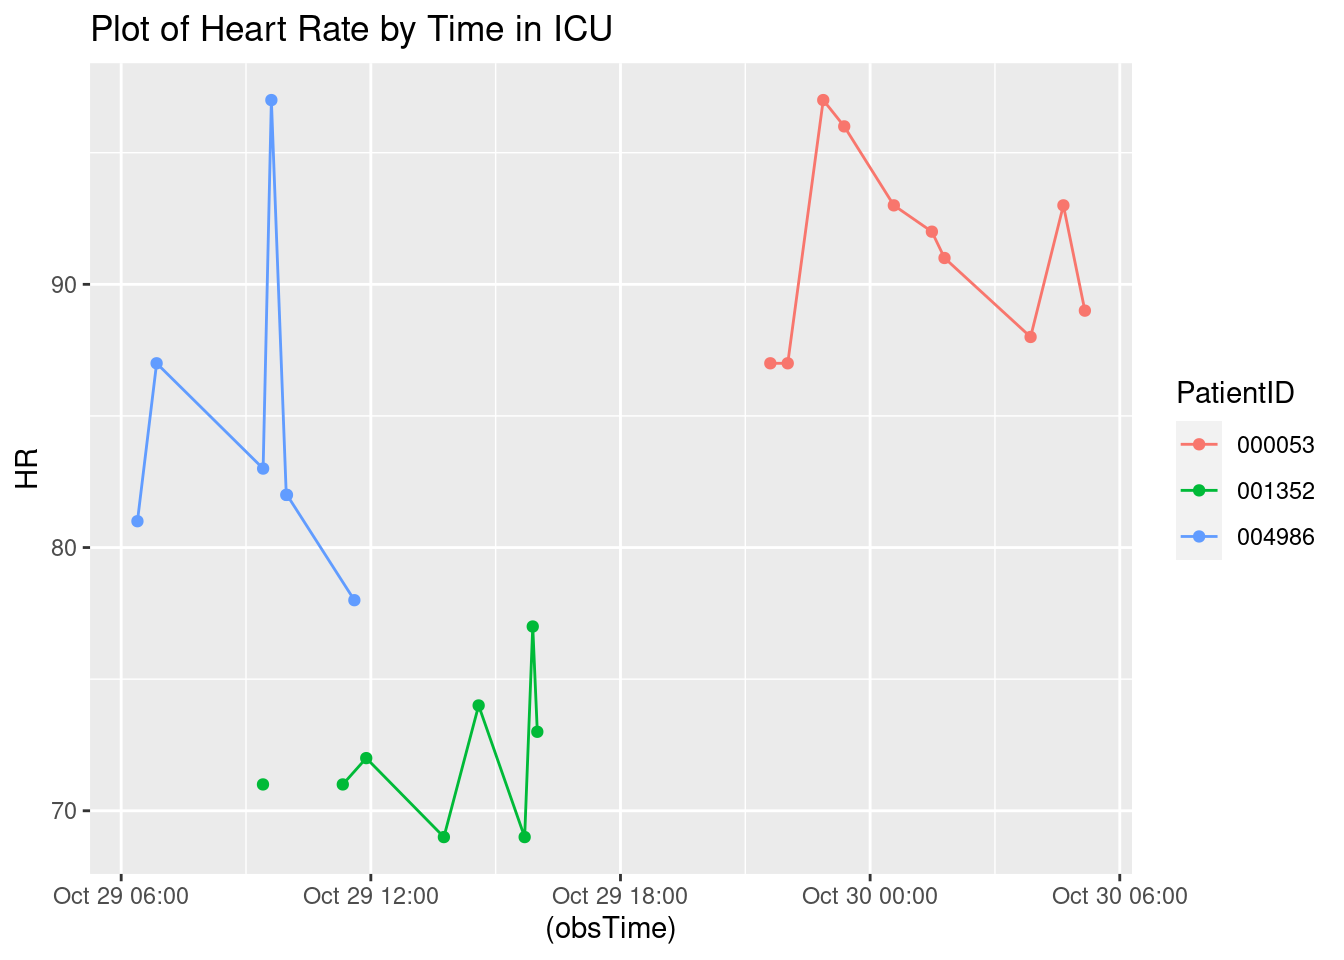 Plot of Heart Rate by Time in ICU
HR
90
80
70
Oct 29 06:00
Oct 29 12:00
Oct 29 18:00
Oct 30 00:00
Oct 30 06:00
(obsTime)
PatientID
000053
001352
004986